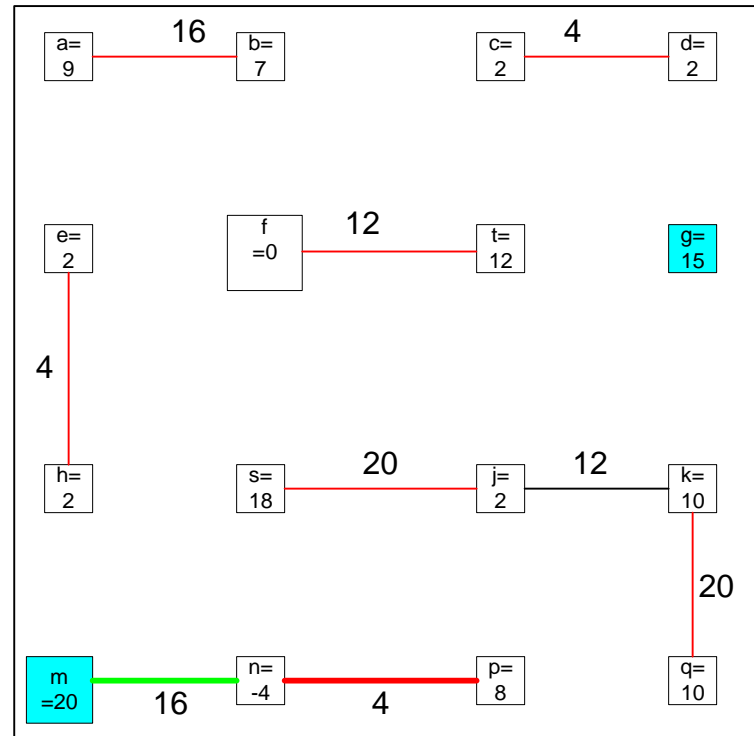 16
4
a=
9
b=
7
c=
2
d=
2
12
e=
2
f
=0
t=
12
g=
15
4
20
12
h=
2
s=
18
j=
2
k=
10
20
m
=20
n=
-4
p=
8
q=
10
16
4